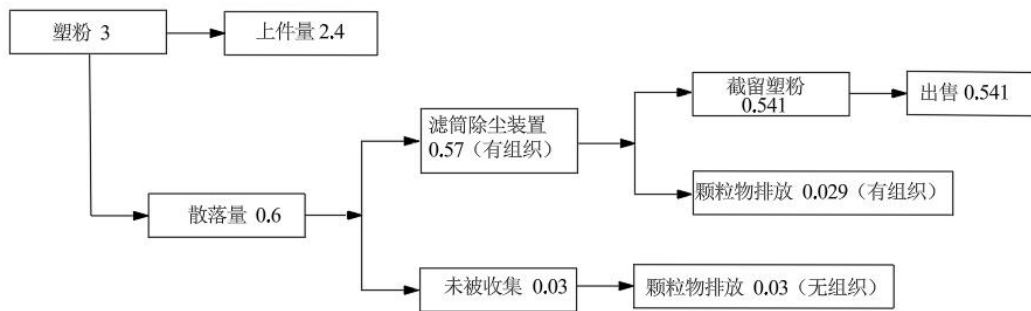 塑粉 3
上件量 2.4
截留塑粉
0.541
出售 0.541
滤筒除尘装置
0.57（有组织）
颗粒物排放 0.029（有组织）
散落量 0.6
未被收集 0.03
颗粒物排放 0.03（无组织）